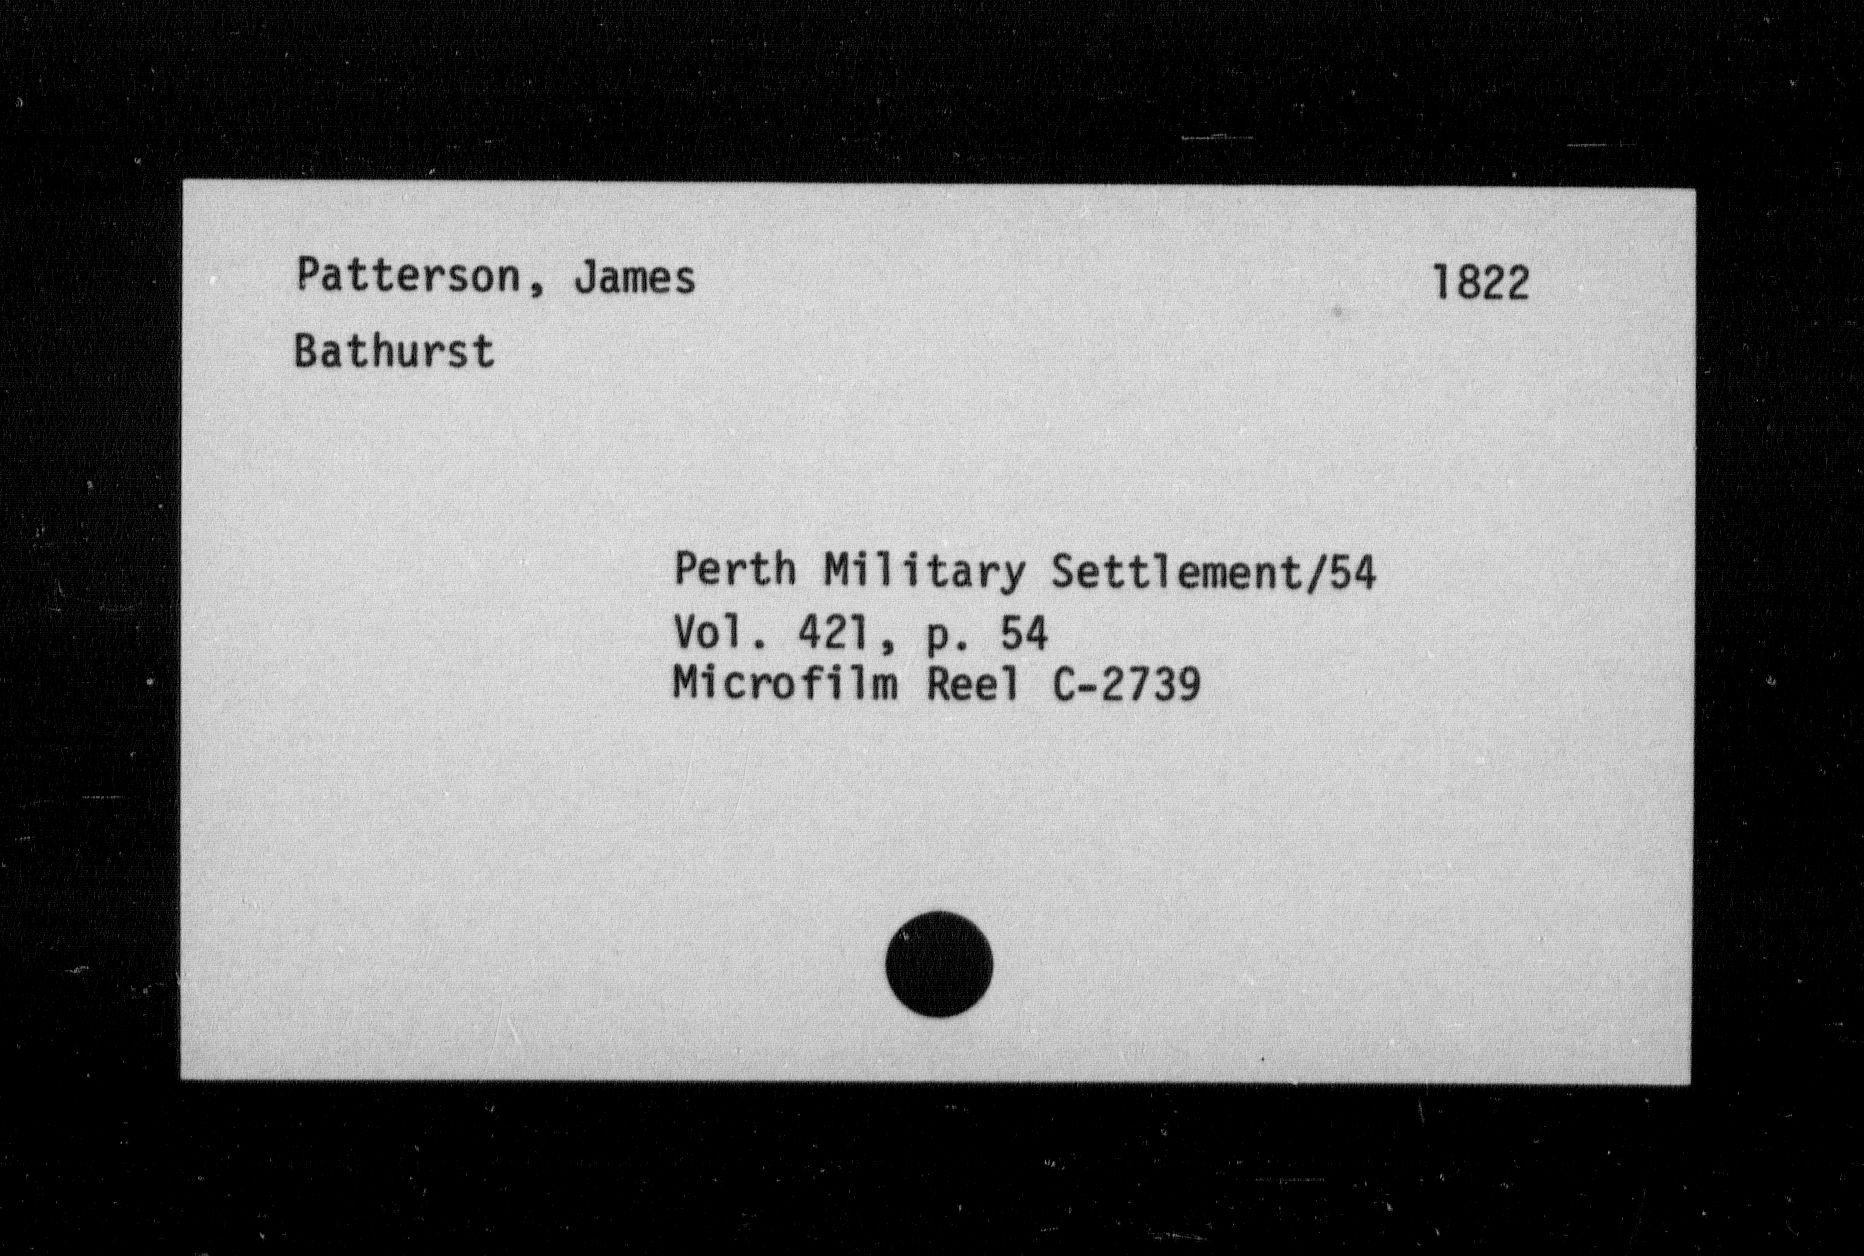 Patterson, James 1822
Bathurst
Perth Military Settlement/54
Vol. 421, p. 54
Microfilm Reel C-2739